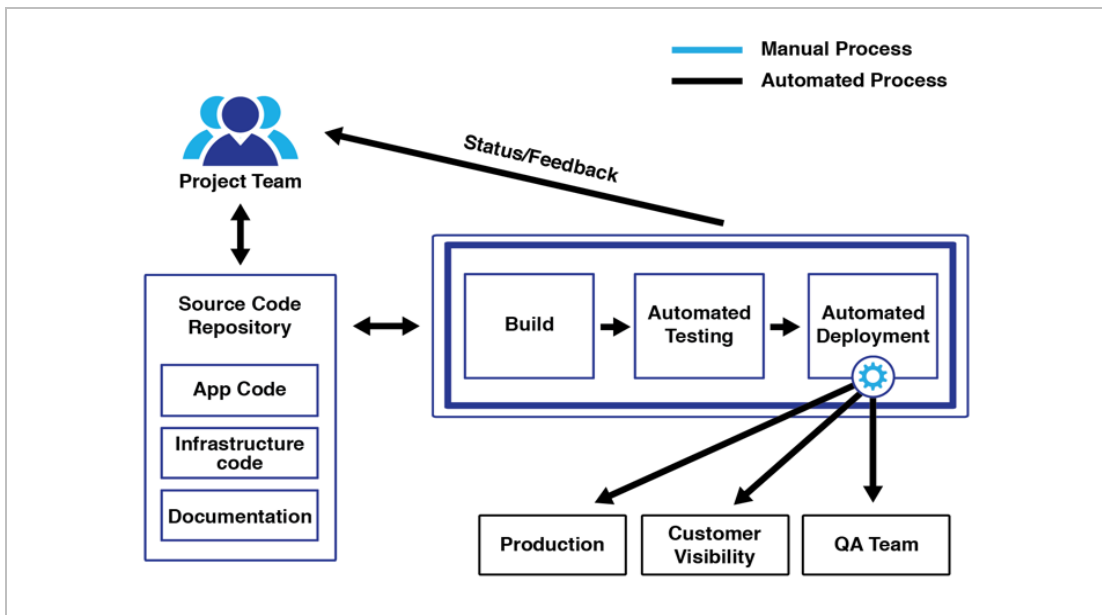 Manual Process
Automated Process
Status/Feedback
Project Team
Source Code
Repository
App Code
Infrastructure
code
Documentation
Build
Automated
Testing
Automated
Deployment
Production
Customer
Visibility
QA Team